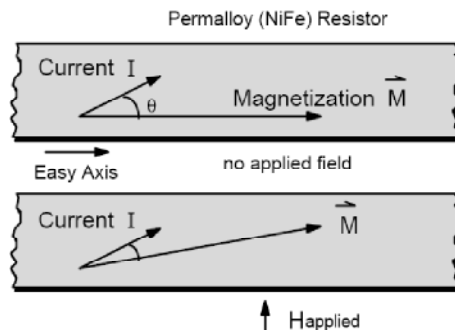 Permalloy (NiFe) Resistor
Current I
θ
Magnetization M
Easy Axis
no applied field
Current I
M
Happlied